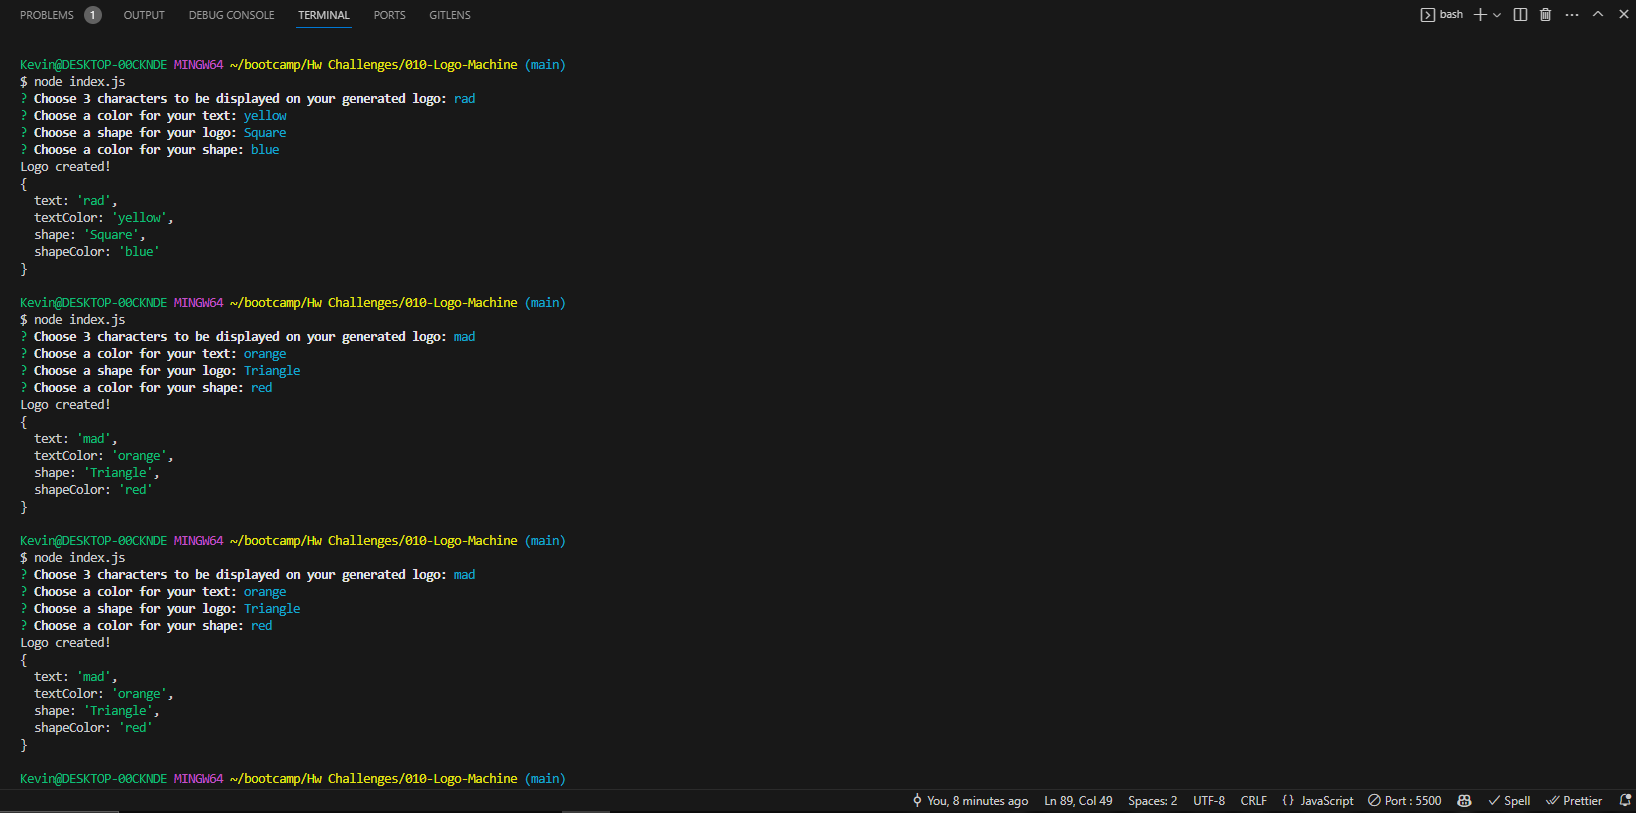 PROBLEMS 1 OUTPUT DEBUG CONSOLE TERMINAL PORTS GITLENS bash
Kevin@DESKTOP-00CKNDE MINGW64 ~/bootcamp/Hw Challenges/010-Logo-Machine (main)
$ node index.js
? Choose 3 characters to be displayed on your generated logo: rad
? Choose a color for your text: yellow
? Choose a shape for your logo: Square
? Choose a color for your shape: blue
Logo created!
{
  text: 'rad',
  textColor: 'yellow',
  shape: 'Square',
  shapeColor: 'blue'
}
Kevin@DESKTOP-00CKNDE MINGW64 ~/bootcamp/Hw Challenges/010-Logo-Machine (main)
$ node index.js
? Choose 3 characters to be displayed on your generated logo: mad
? Choose a color for your text: orange
? Choose a shape for your logo: Triangle
? Choose a color for your shape: red
Logo created!
{
  text: 'mad',
  textColor: 'orange',
  shape: 'Triangle',
  shapeColor: 'red'
}
Kevin@DESKTOP-00CKNDE MINGW64 ~/bootcamp/Hw Challenges/010-Logo-Machine (main)
$ node index.js
? Choose 3 characters to be displayed on your generated logo: mad
? Choose a color for your text: orange
? Choose a shape for your logo: Triangle
? Choose a color for your shape: red
Logo created!
{
  text: 'mad',
  textColor: 'orange',
  shape: 'Triangle',
  shapeColor: 'red'
}
Kevin@DESKTOP-00CKNDE MINGW64 ~/bootcamp/Hw Challenges/010-Logo-Machine (main)
You, 8 minutes ago Ln 89, Col 49 Spaces: 2 UTF-8 CRLF {} JavaScript Port : 5500 Spell Prettier